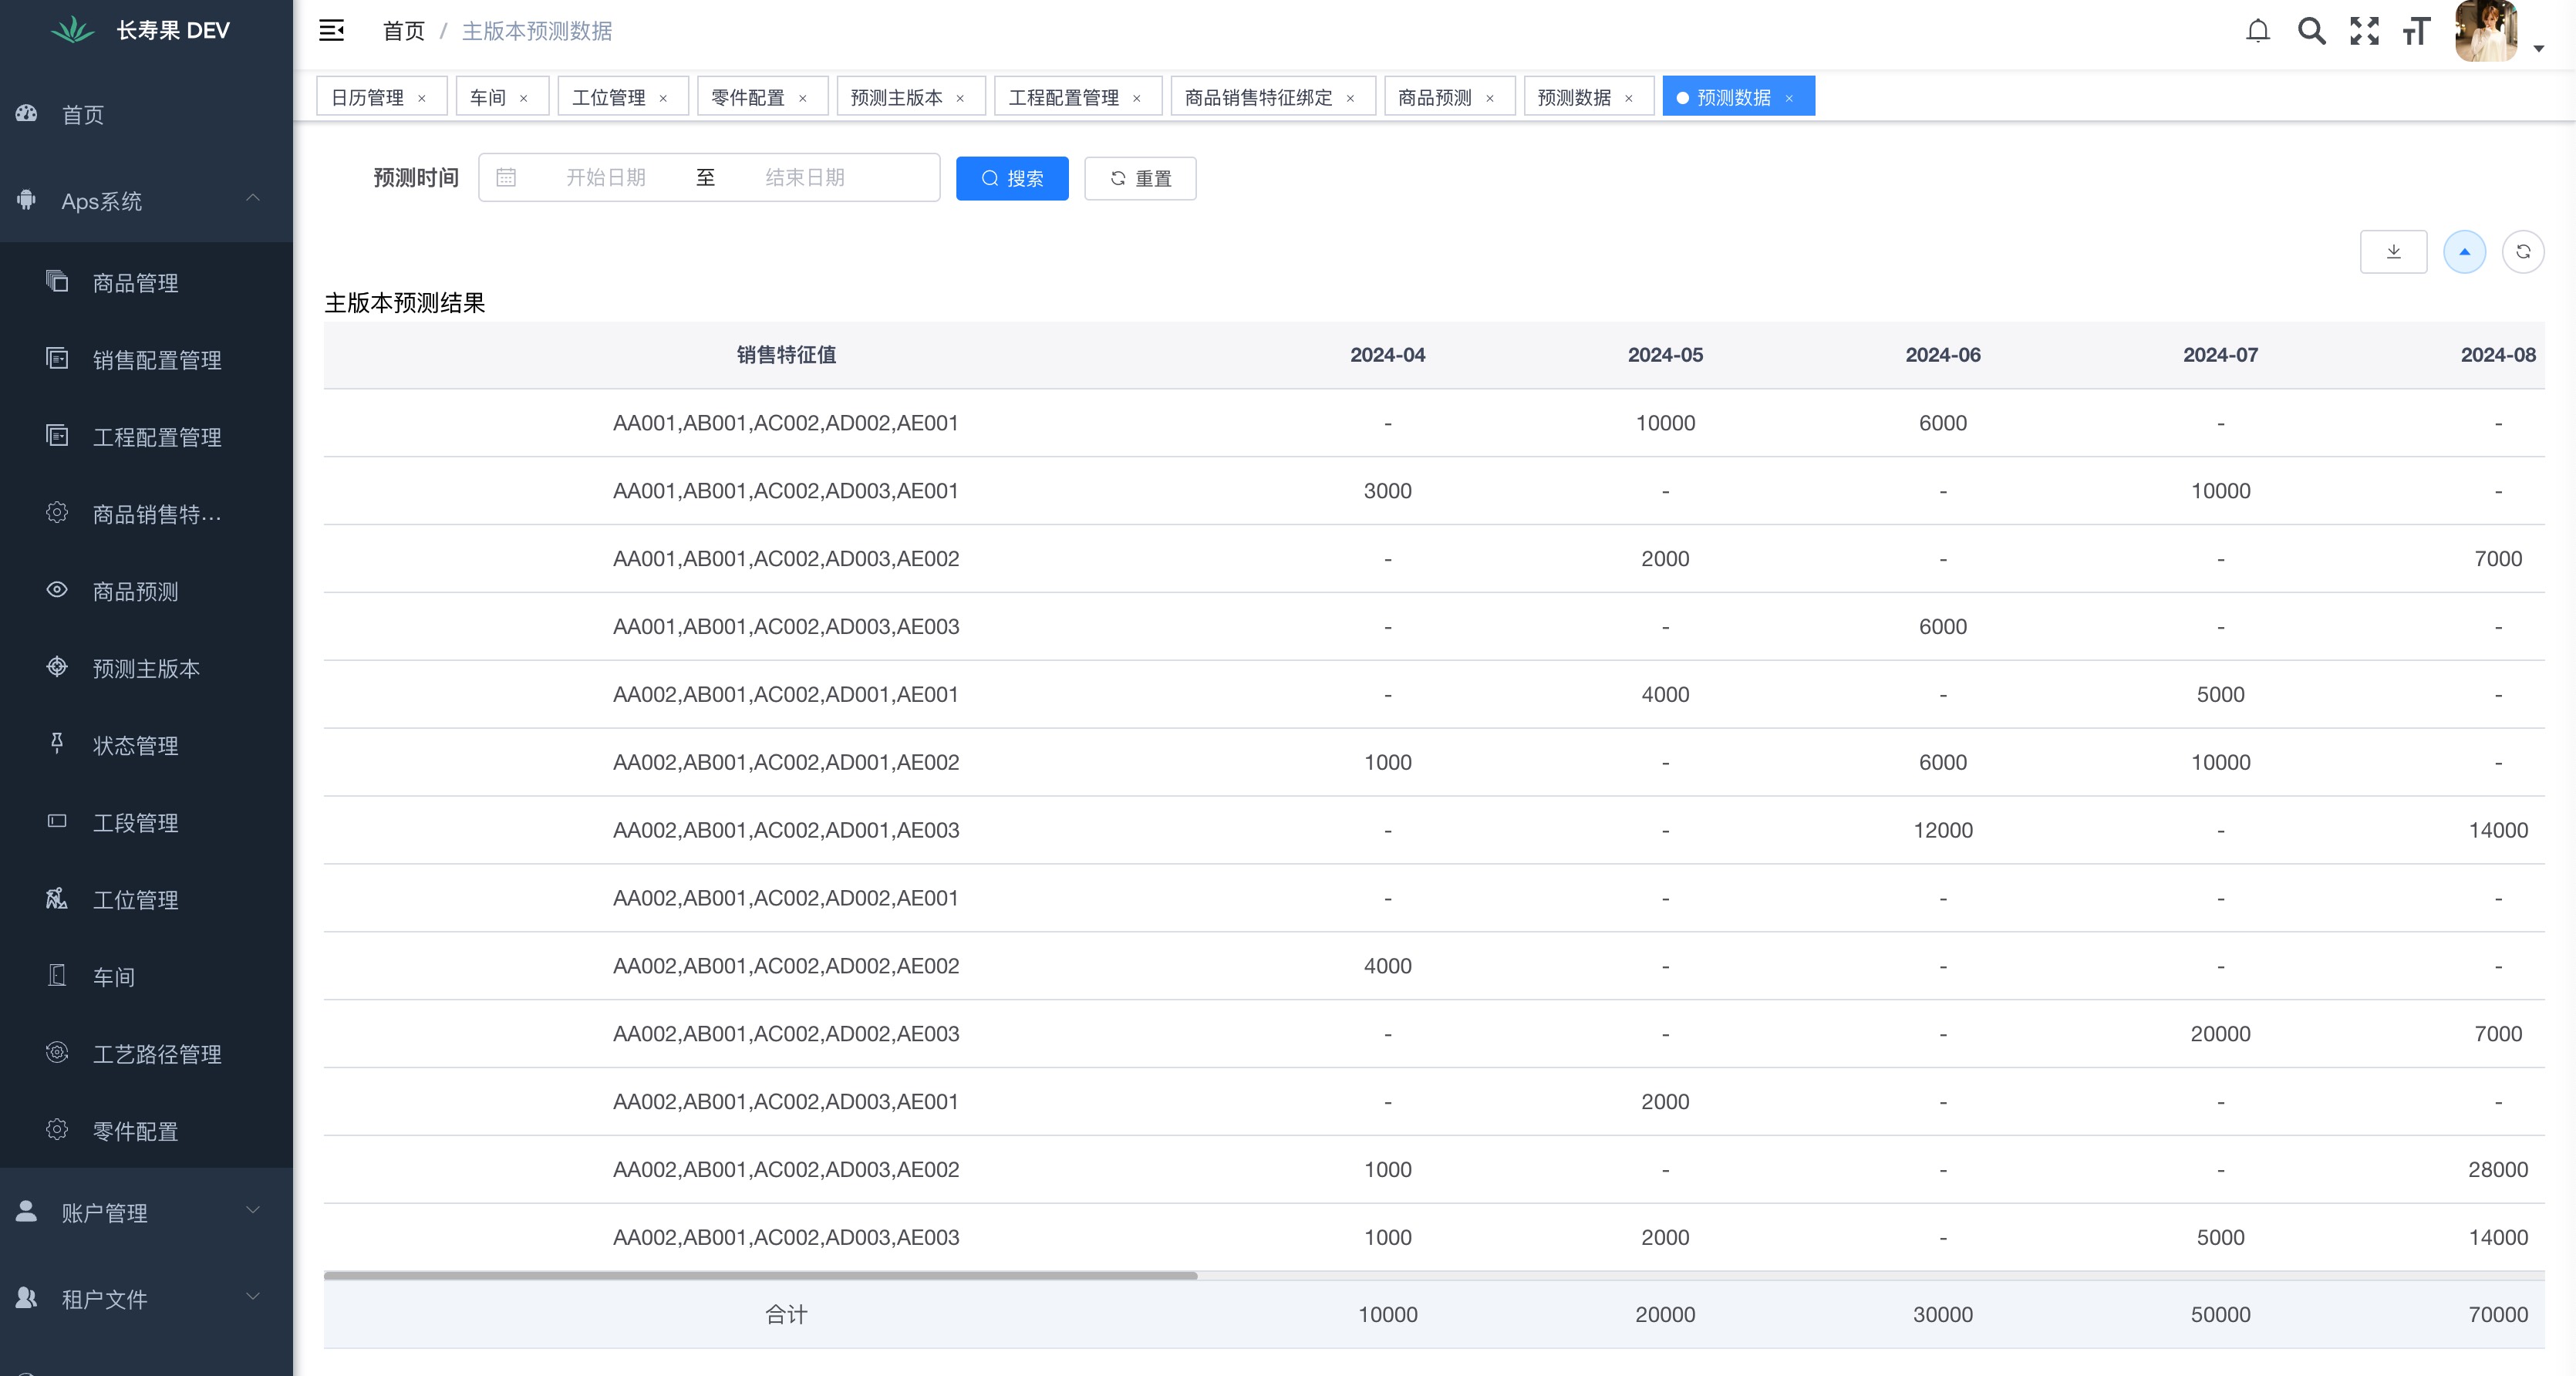 长寿果 DEV
首页 / 主版本预测数据
日历管理 × 车间 × 工位管理 × 零件配置 × 预测主版本 × 工程配置管理 × 商品销售特征绑定 × 商品预测 × 预测数据 × 预测数据 ×
首页
Aps系统
商品管理
销售配置管理
工程配置管理
商品销售特...
商品预测
预测主版本
状态管理
工段管理
工位管理
车间
工艺路径管理
零件配置
账户管理
租户文件
预测时间 开始日期 至 结束日期 搜索 重置
主版本预测结果
销售特征值 2024-04 2024-05 2024-06 2024-07 2024-08
AA001,AB001,AC002,AD002,AE001 - 10000 6000 - -
AA001,AB001,AC002,AD003,AE001 3000 - - 10000 -
AA001,AB001,AC002,AD003,AE002 - 2000 - - 7000
AA001,AB001,AC002,AD003,AE003 - - 6000 - -
AA002,AB001,AC002,AD001,AE001 - 4000 - 5000 -
AA002,AB001,AC002,AD001,AE002 1000 - 6000 10000 -
AA002,AB001,AC002,AD001,AE003 - - 12000 - 14000
AA002,AB001,AC002,AD002,AE001 - - - - -
AA002,AB001,AC002,AD002,AE002 4000 - - - -
AA002,AB001,AC002,AD002,AE003 - - - 20000 7000
AA002,AB001,AC002,AD003,AE001 - 2000 - - -
AA002,AB001,AC002,AD003,AE002 1000 - - - 28000
AA002,AB001,AC002,AD003,AE003 1000 2000 - 5000 14000
合计 10000 20000 30000 50000 70000